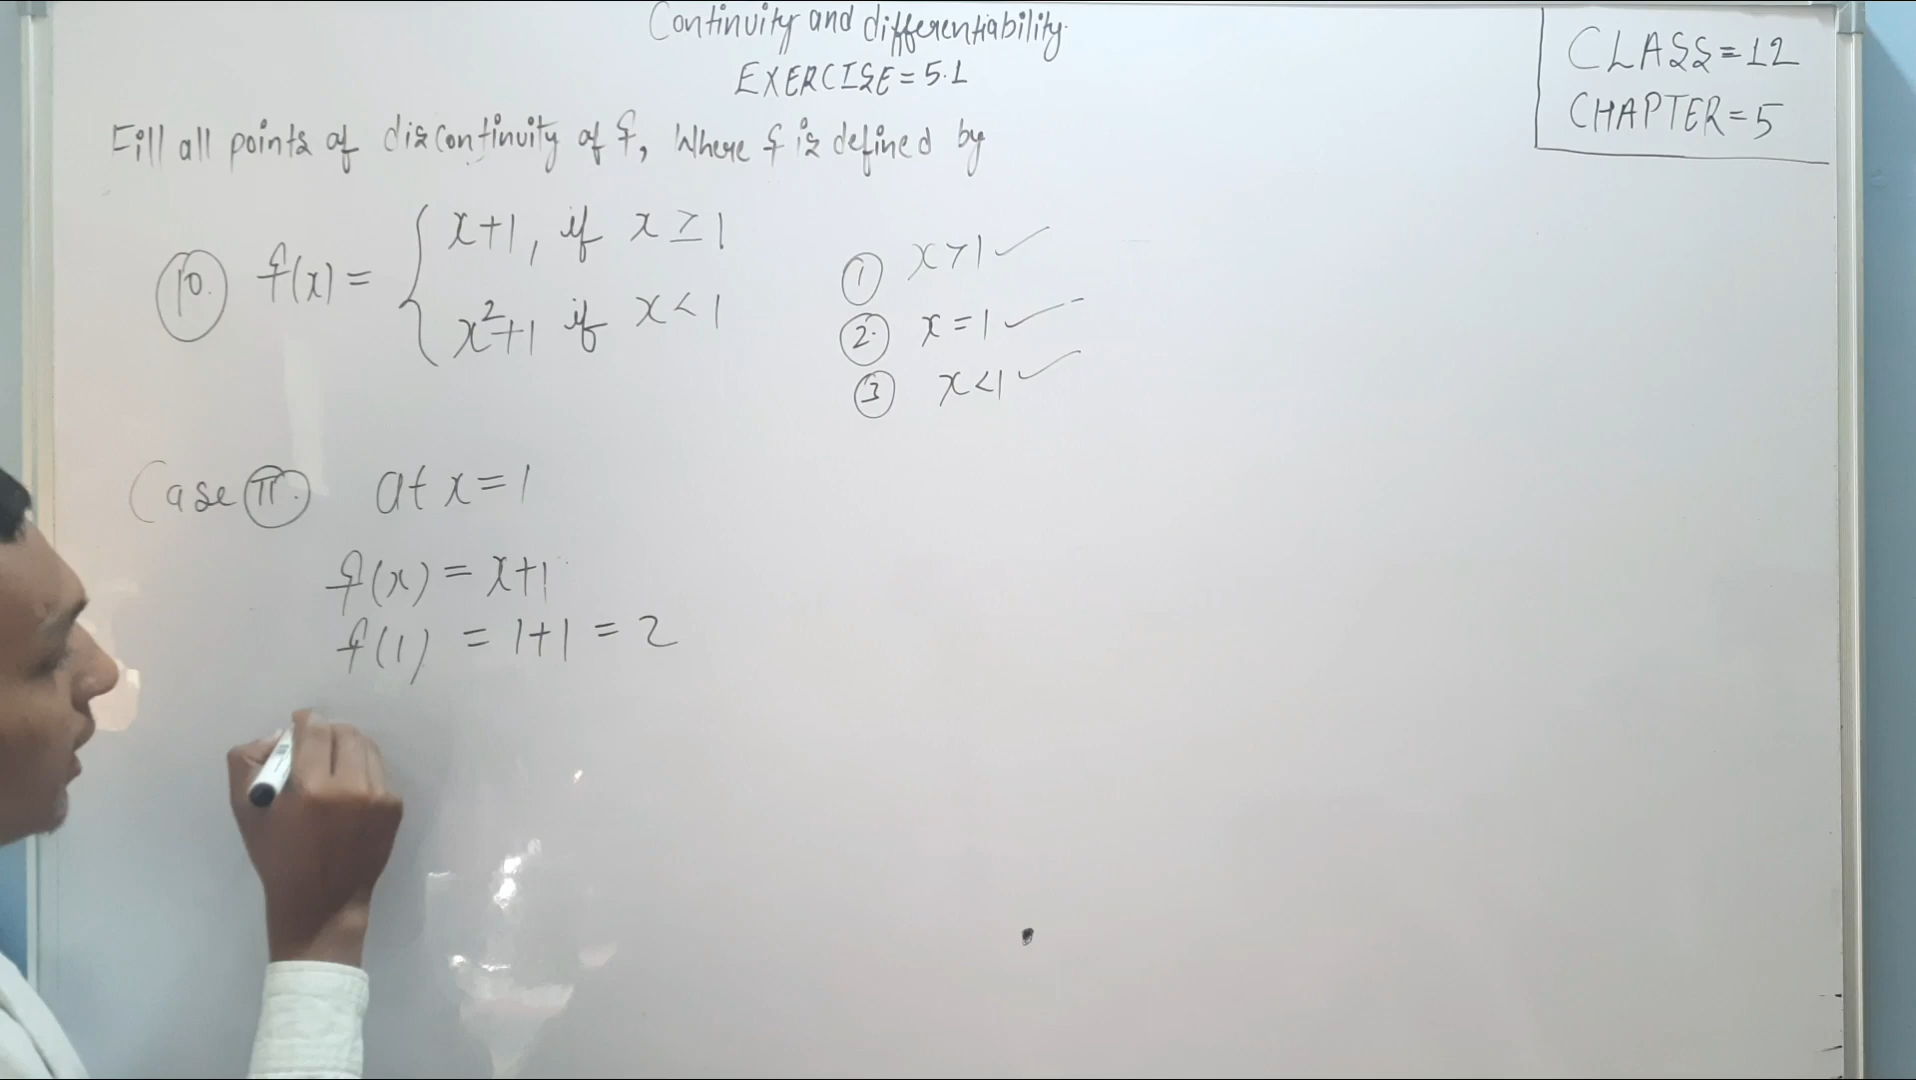 Continuity and differentiability.
EXERCISE = 5.1
CLASS = 12
CHAPTER = 5
Fill all points of discontinuity of f, Where f is defined by
10. f(x) = { x+1, if x ≥ 1
x²+1 if x < 1
① x > 1 ✓
②. x = 1 ✓
③ x < 1 ✓
Case II. at x = 1
f(x) = x+1
f(1) = 1+1 = 2